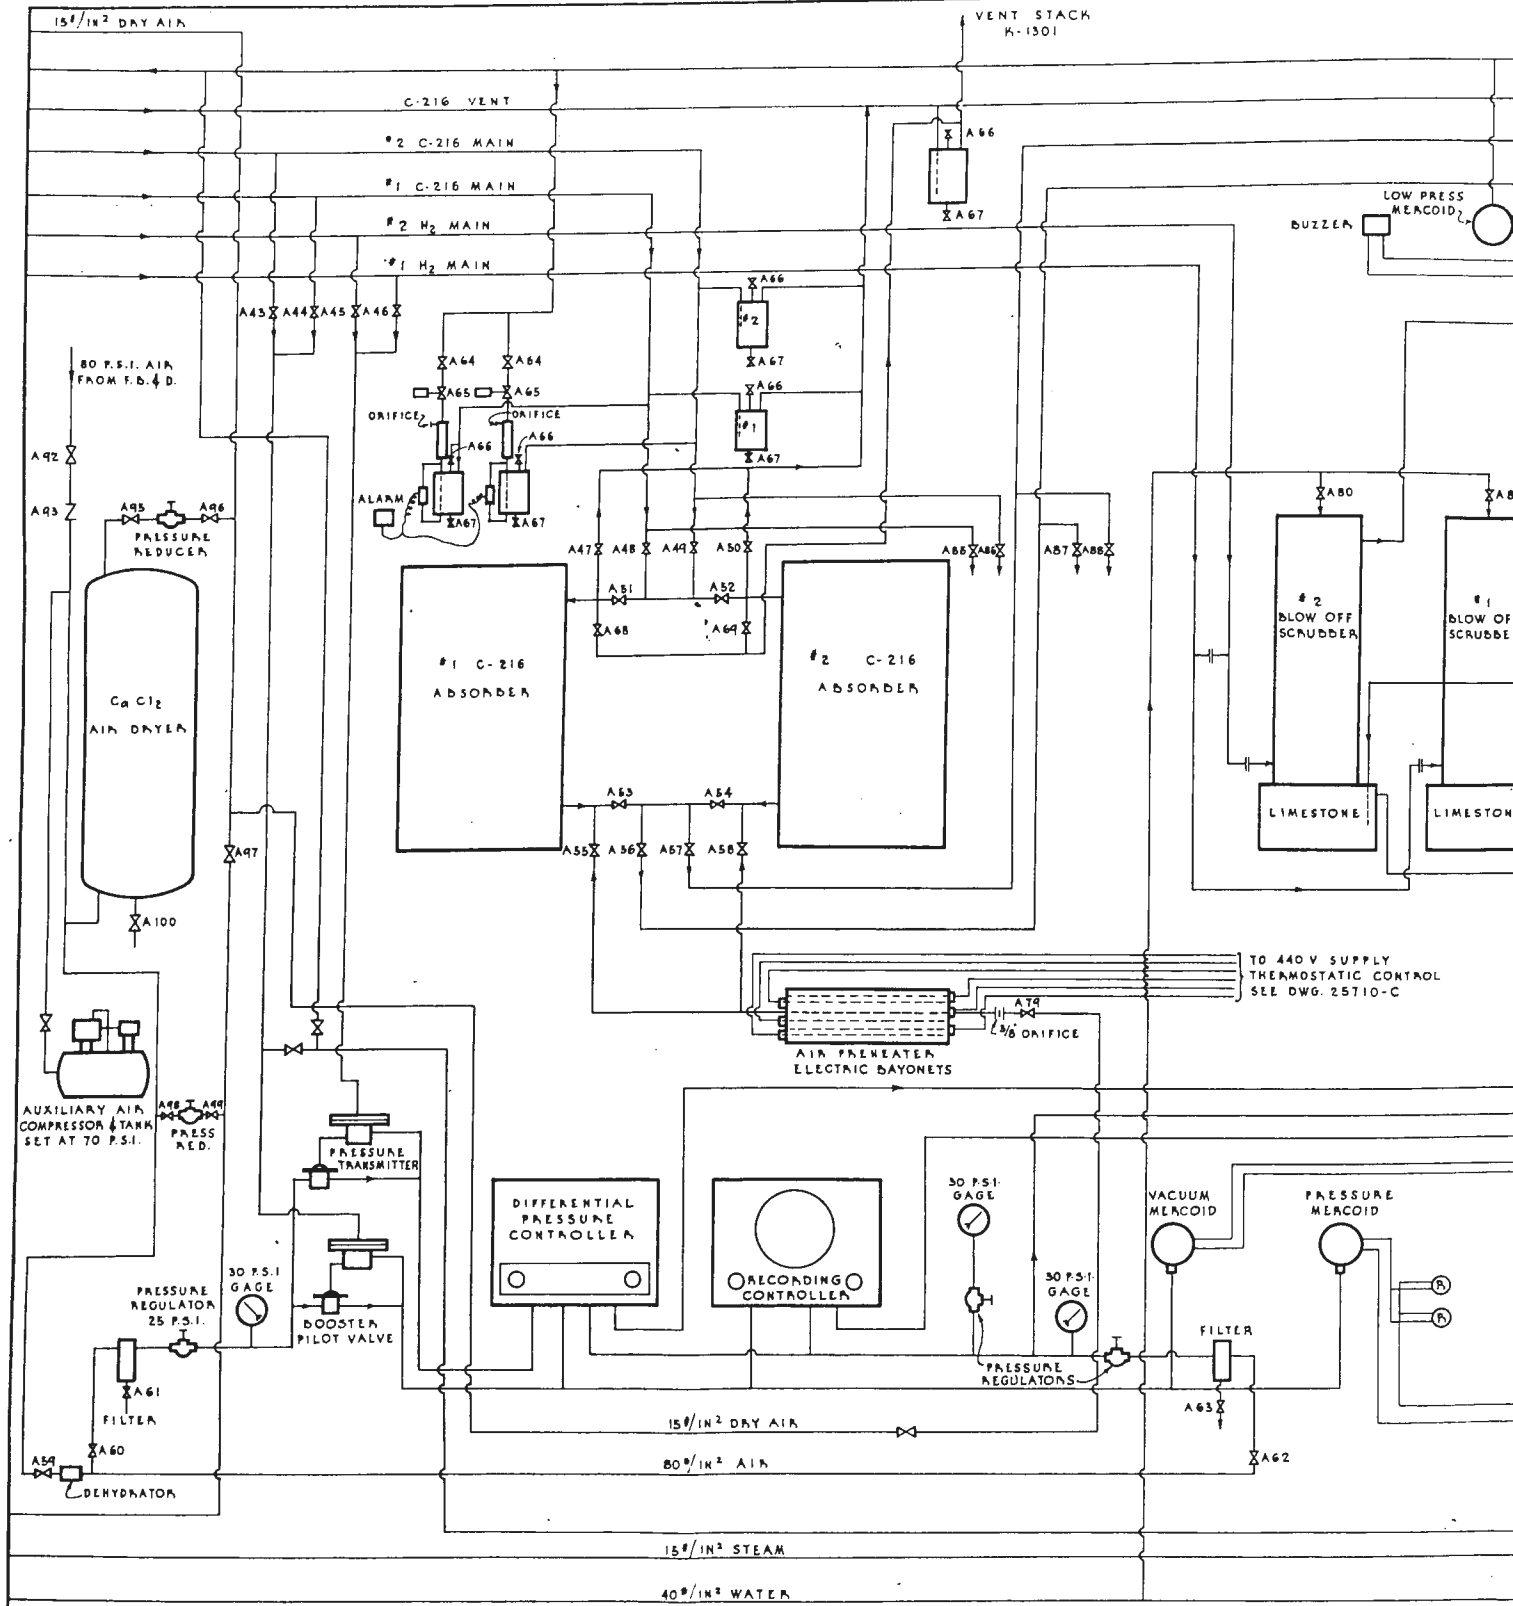 15#/IN² DRY AIR
VENT STACK
K-1301
C-216 VENT
#2 C-216 MAIN
#1 C-216 MAIN
#2 H₂ MAIN
#1 H₂ MAIN
A66
A67
LOW PRESS
MERCOID
BUZZER
A43
A44
A45
A46
A66
#2
A67
80 P.S.I. AIR
FROM F.B. & D.
A64
A64
A65
A65
A66
#1
A67
ORIFICE
ORIFICE
A66
A66
A92
A93
A95
A96
PRESSURE
REDUCER
ALARM
A67
A67
A80
A8
A47
A48
A49
A50
A85
A86
A87
A88
A51
A52
A68
A69
#1 C-216
ABSORBER
#2 C-216
ABSORBER
#2
BLOW OFF
SCRUBBER
#1
BLOW OF
SCRUBBE
CaCl₂
AIR DRYER
A53
A54
LIMESTONE
LIMESTON
A97
A55
A56
A57
A58
A100
TO 440 V SUPPLY
THERMOSTATIC CONTROL
SEE DWG. 25710-C
A79
3/8" ORIFICE
AIR PREHEATER
ELECTRIC BAYONETS
AUXILIARY AIR
COMPRESSOR & TANK
SET AT 70 P.S.I.
A98
A99
PRESS
RED.
PRESSURE
TRANSMITTER
DIFFERENTIAL
PRESSURE
CONTROLLER
RECORDING
CONTROLLER
30 P.S.I.
GAGE
VACUUM
MERCOID
PRESSURE
MERCOID
30 P.S.I.
GAGE
PRESSURE
REGULATOR
25 P.S.I.
BOOSTER
PILOT VALVE
30 P.S.I.
GAGE
R
R
FILTER
PRESSURE
REGULATORS
A61
FILTER
A63
A60
A59
DEHYDRATOR
A62
15#/IN² DRY AIR
80#/IN² AIR
15#/IN² STEAM
40#/IN² WATER